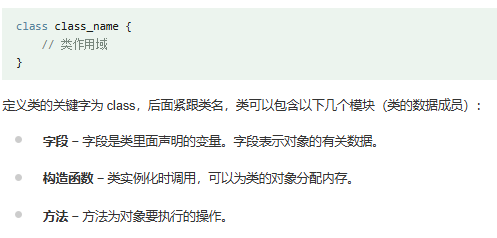 class class_name {
// 类作用域
}
定义类的关键字为 class，后面紧跟类名，类可以包含以下几个模块（类的数据成员）：
字段 – 字段是类里面声明的变量。字段表示对象的有关数据。
构造函数 – 类实例化时调用，可以为类的对象分配内存。
方法 – 方法为对象要执行的操作。